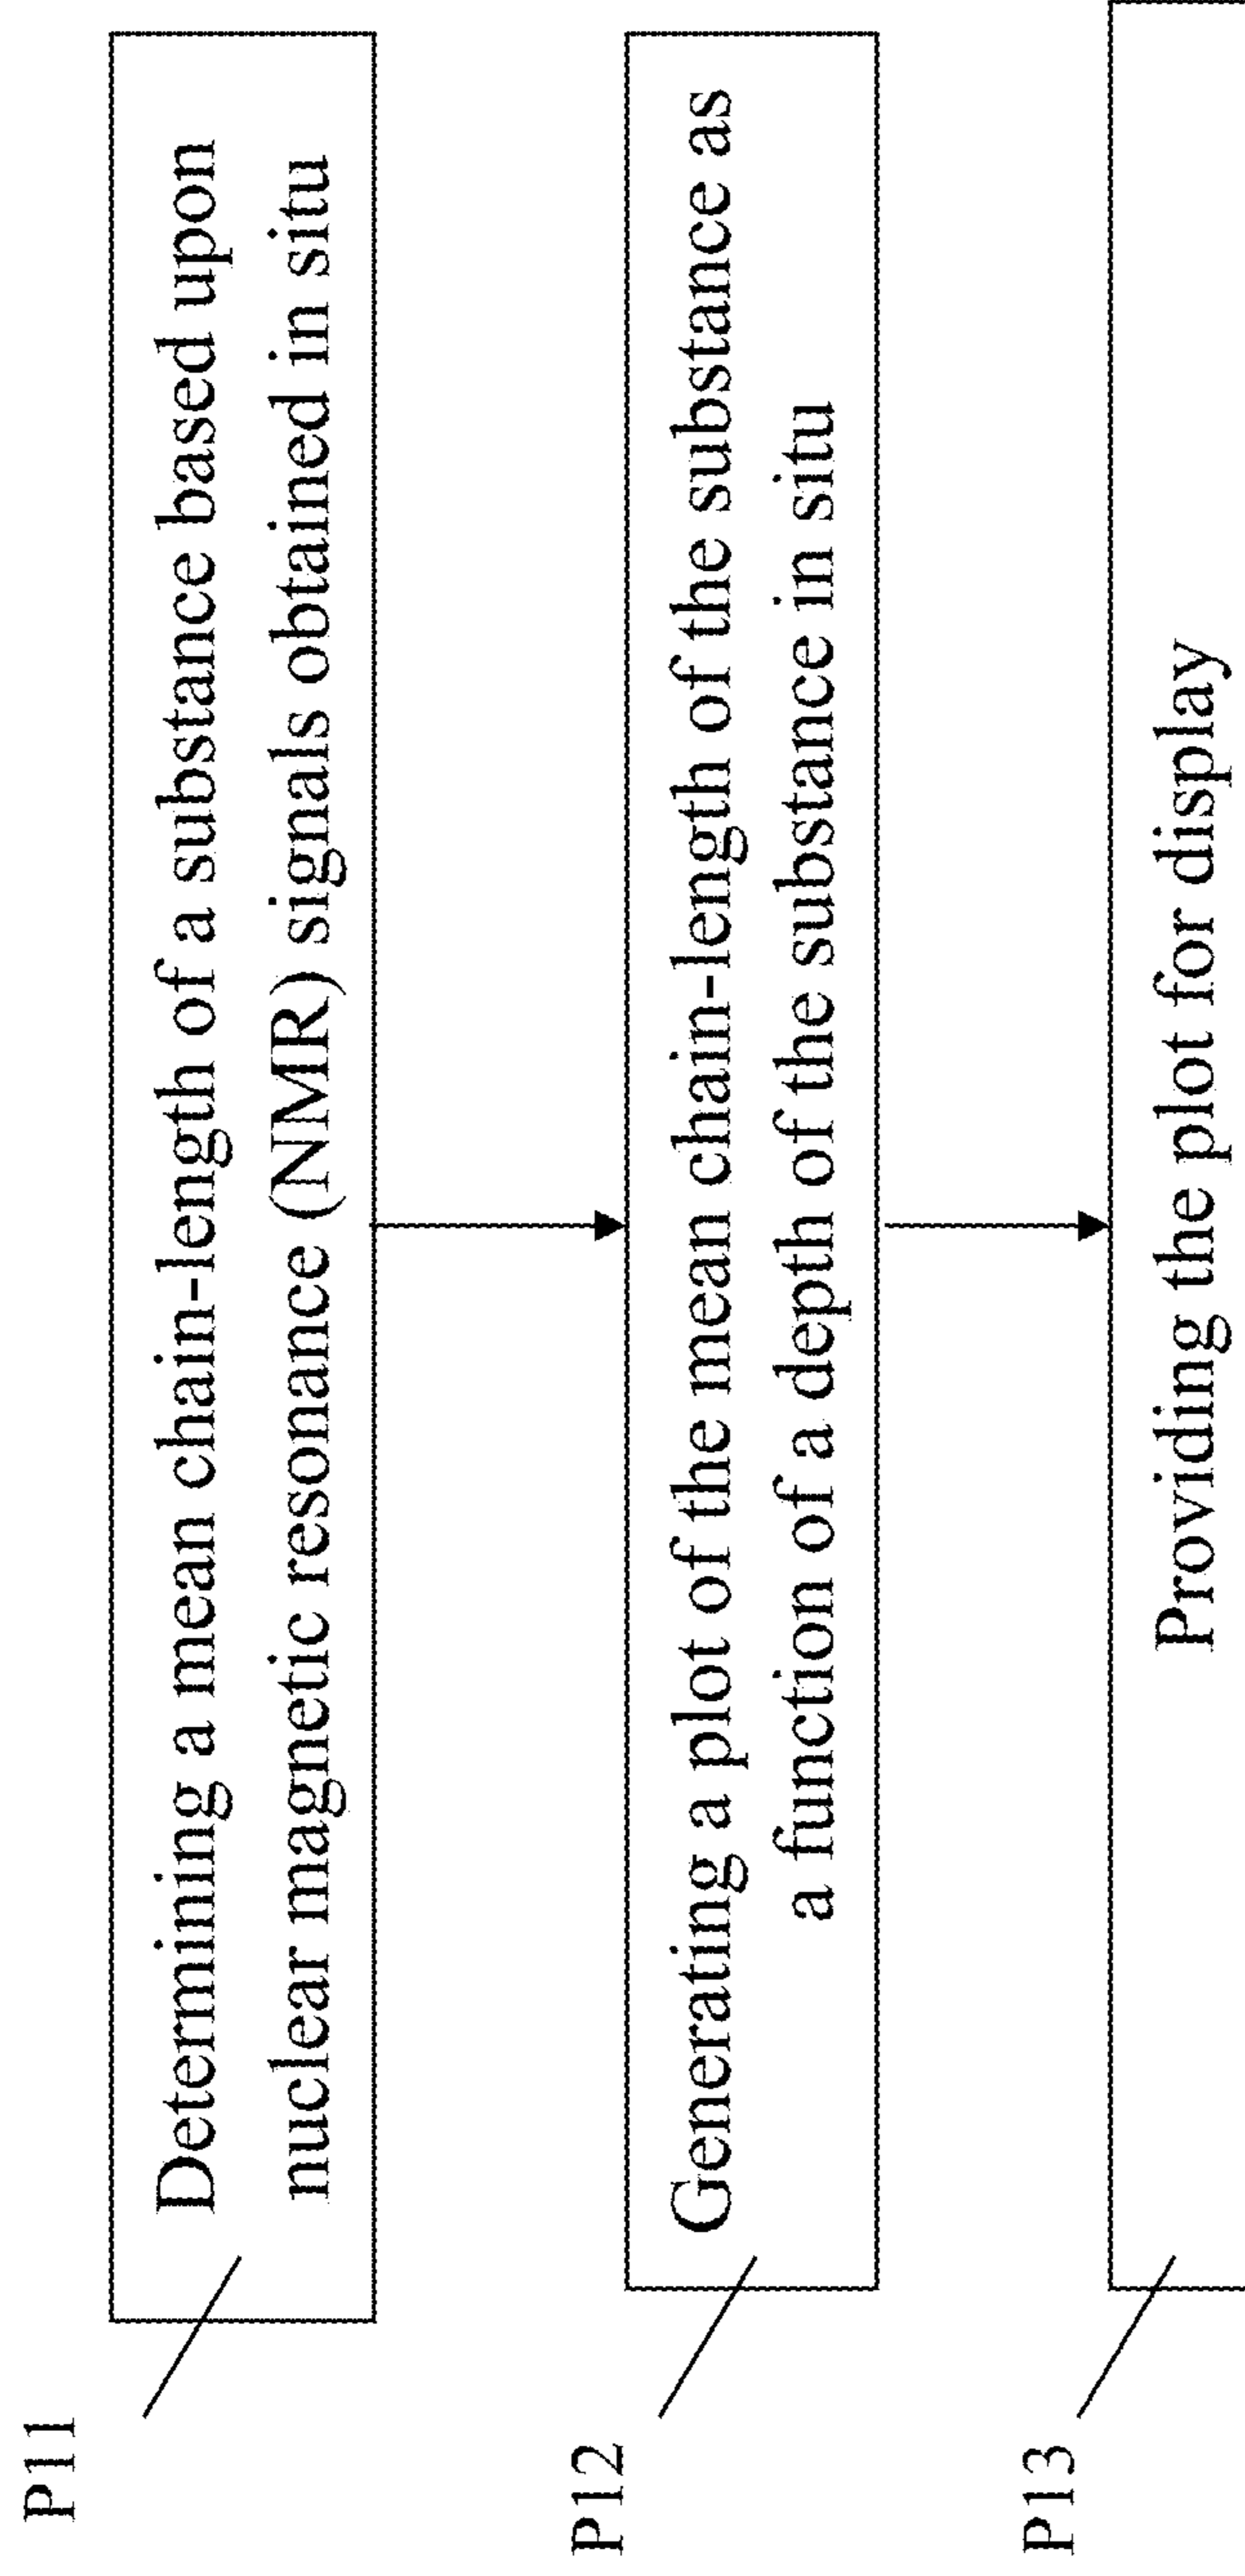 P11
Determining a mean chain-length of a substance based upon
nuclear magnetic resonance (NMR) signals obtained in situ
P12
Generating a plot of the mean chain-length of the substance as
a function of a depth of the substance in situ
P13
Providing the plot for display